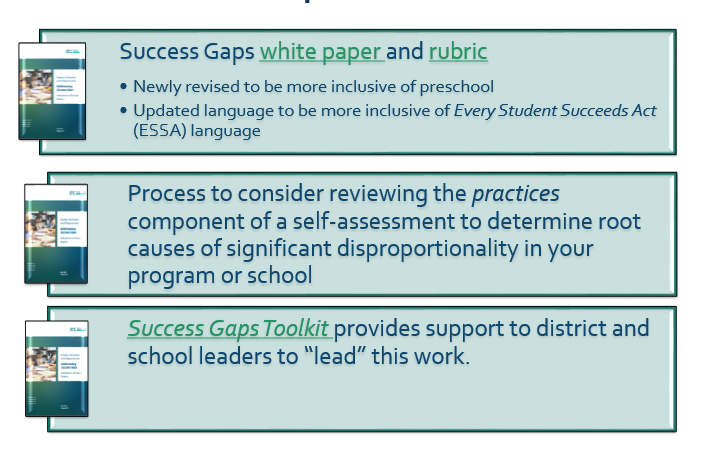 Success Gaps white paper and rubric
• Newly revised to be more inclusive of preschool
• Updated language to be more inclusive of Every Student Succeeds Act
(ESSA) language
Process to consider reviewing the practices
component of a self-assessment to determine root
causes of significant disproportionality in your
program or school
Success Gaps Toolkit provides support to district and
school leaders to “lead” this work.